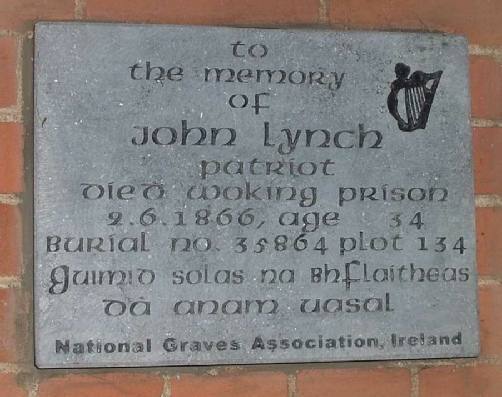 to
the memory
of
John Lynch
patriot
died woking prison
2.6.1866, age 34
Burial no. 35864 plot 134
guimid solas na bhflaitheas
dá anam uasal
National Graves Association, Ireland